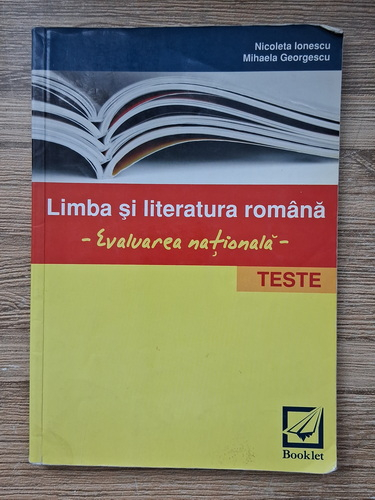 Nicoleta Ionescu
Mihaela Georgescu
Limba și literatura română
- Evaluarea națională -
TESTE
Booklet